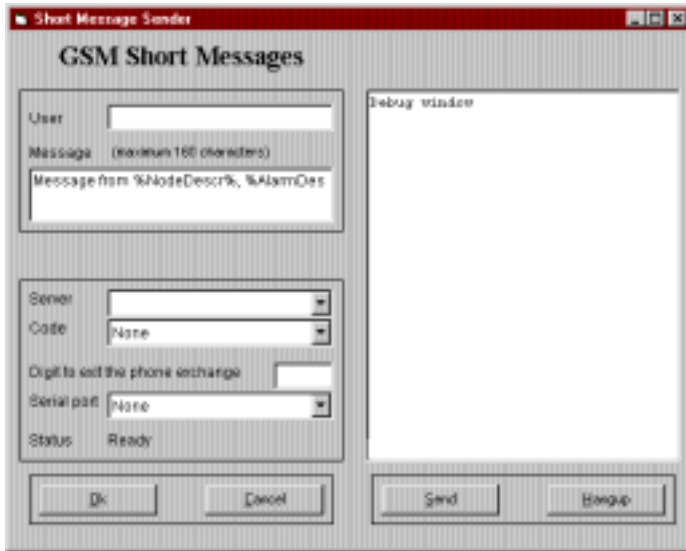 Short Message Sender
GSM Short Messages
User
Message (maximum 160 characters)
Message from %NodeDescr%, %AlarmDes
Server
Code None
Digit to exit the phone exchange
Serial port None
Status Ready
Ok Cancel
Debug window
Send Hangup